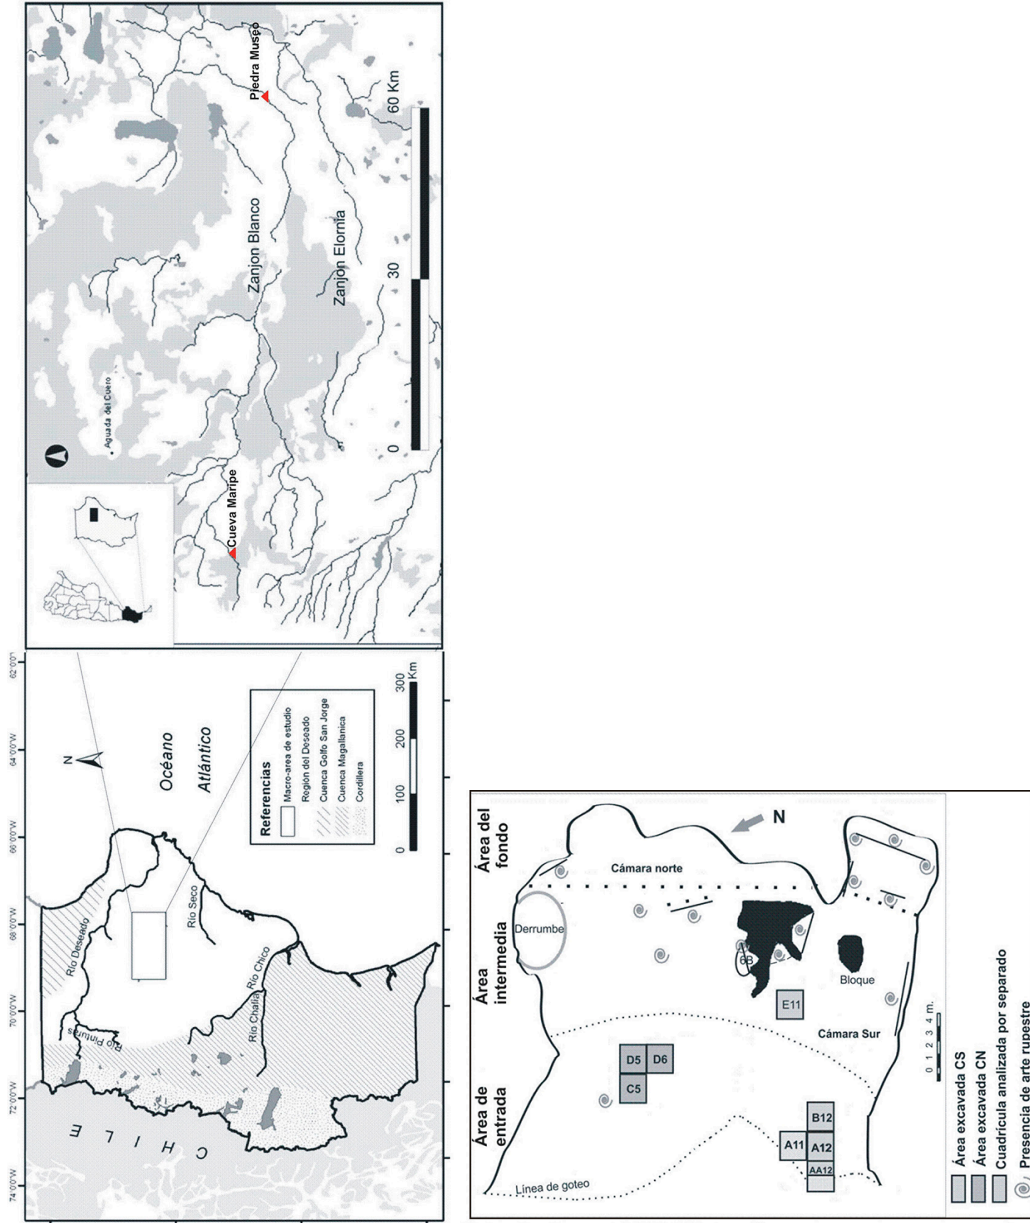 Piedra Museo
Zanjon Blanco
Zanjon Elornia
Aguada del Cuero
Cueva Maripe
0
30
60 Km
62°0'0"W
64°0'0"W
66°0'0"W
68°0'0"W
70°0'0"W
72°0'0"W
74°0'0"W
N
Océano
Atlántico
Referencias
Macro-area de estudio
Región del Deseado
Cuenca Golfo San Jorge
Cuenca Magallanica
Cordillera
0
100
200
300
Km
Río Deseado
Río Pinturas
Río Seco
Río Chico
Río Chalía
CHILE
Área del
fondo
Área
intermedia
Área de
entrada
N
Cámara norte
Derrumbe
6B
Bloque
E11
Cámara Sur
D5
D6
C5
B12
A11
A12
AA12
Línea de goteo
0 1 2 3 4 m.
Área excavada CS
Área excavada CN
Cuadrícula analizada por separado
Presencia de arte rupestre